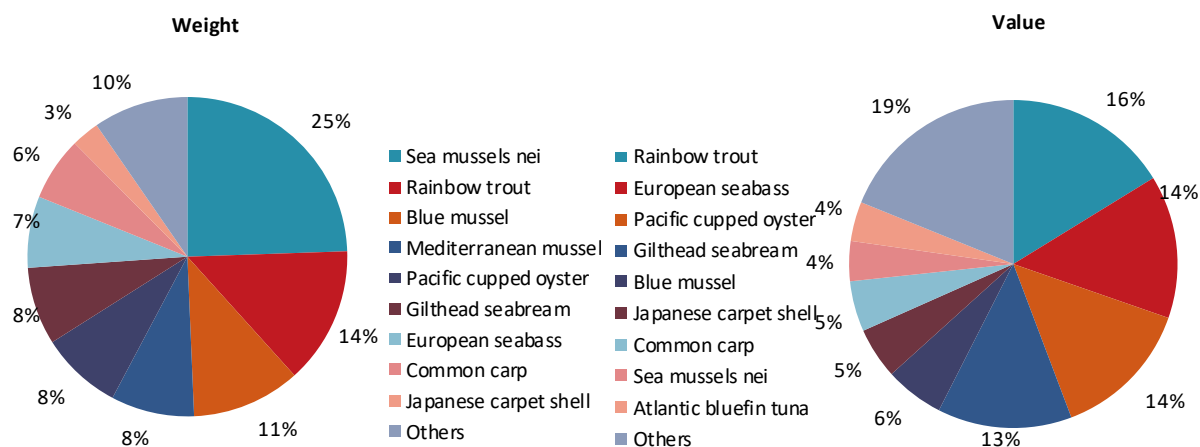 Weight
10%
3%
6%
7%
8%
8%
8%
11%
14%
25%
Sea mussels nei
Rainbow trout
Blue mussel
Mediterranean mussel
Pacific cupped oyster
Gilthead seabream
European seabass
Common carp
Japanese carpet shell
Others
Value
Rainbow trout
European seabass
Pacific cupped oyster
Gilthead seabream
Blue mussel
Japanese carpet shell
Common carp
Sea mussels nei
Atlantic bluefin tuna
Others
19%
16%
14%
4%
4%
5%
5%
6%
13%
14%